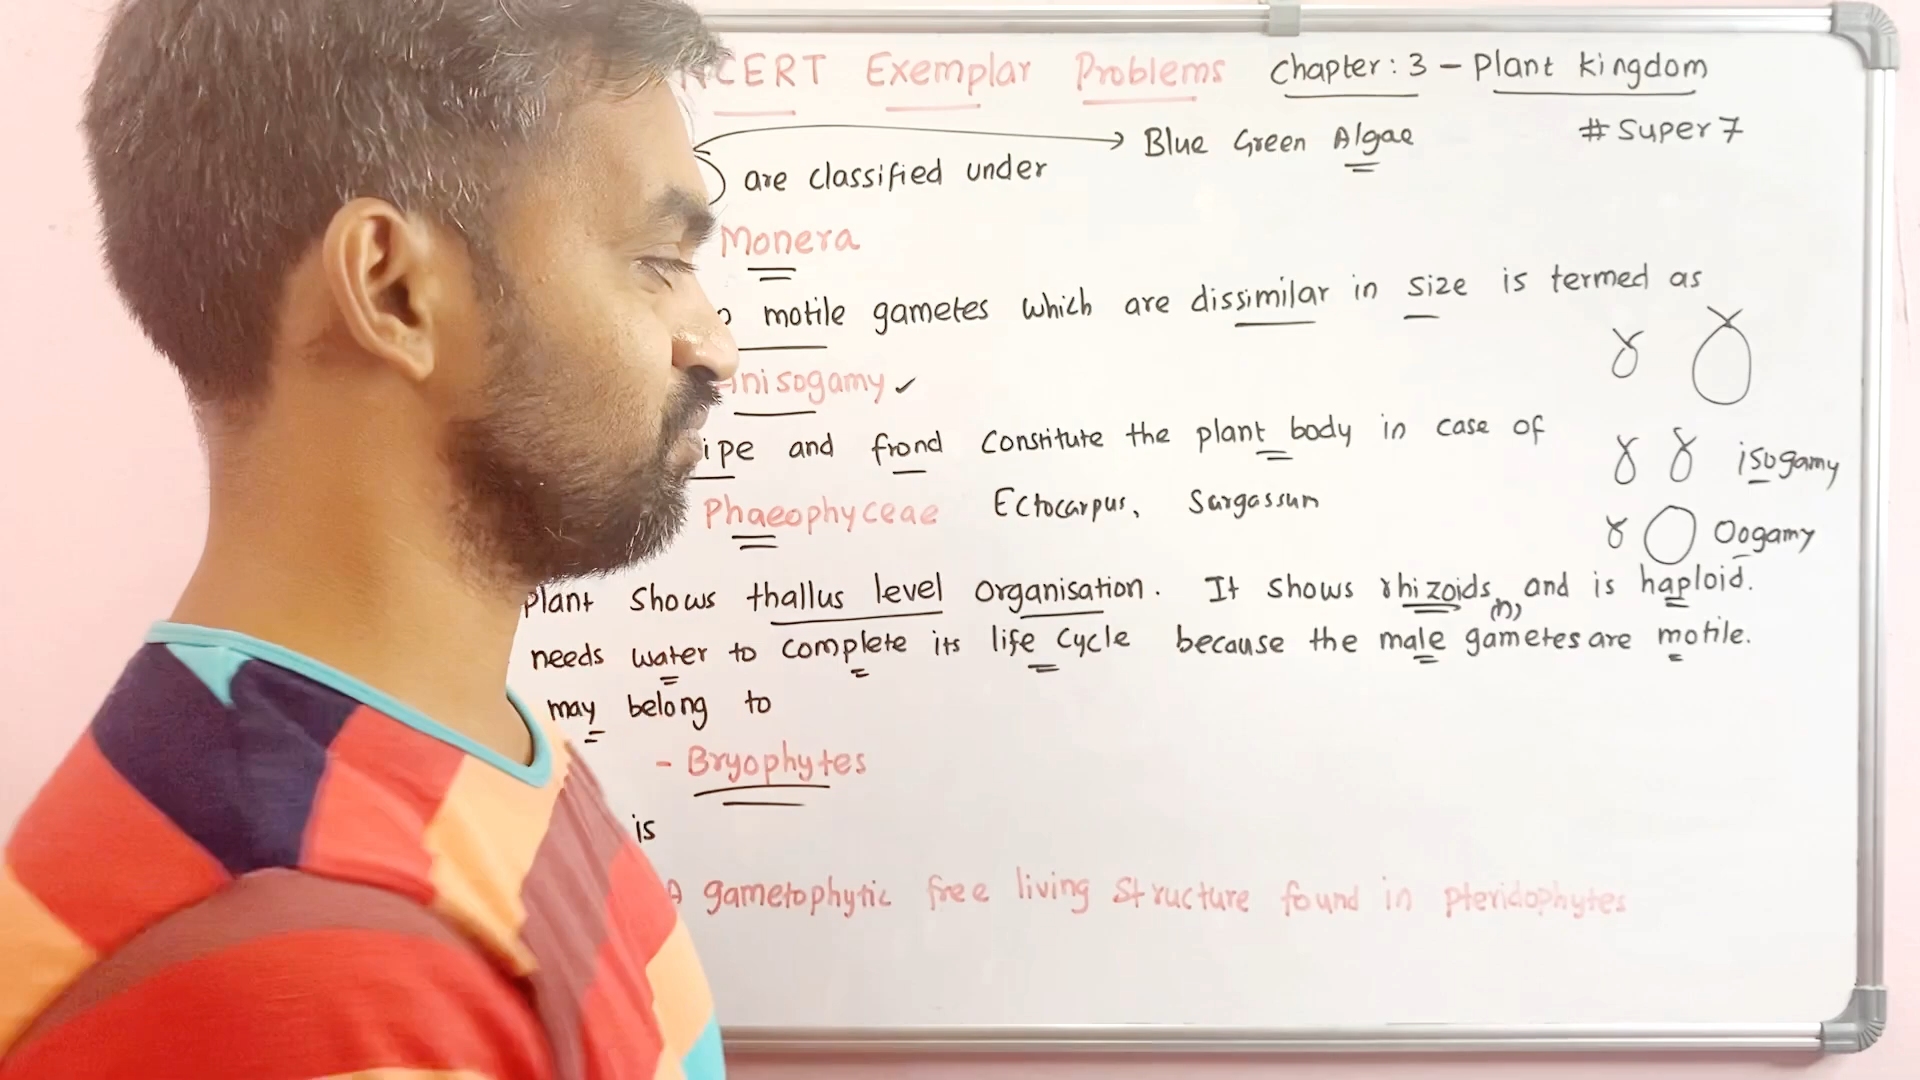 NCERT Exemplar Problems Chapter: 3 - Plant kingdom
# Super 7
Blue Green Algae
are classified under
Monera
motile gametes which are dissimilar in size is termed as
Anisogamy ✓
and frond constitute the plant body in case of
isogamy
Phaeophyceae Ectocarpus, Sargassum
Oogamy
plant shows thallus level organisation. It shows rhizoids and is haploid.
(n)
needs water to complete its life cycle because the male gametes are motile.
may belong to
- Bryophytes
is
A gametophytic free living structure found in pteridophytes